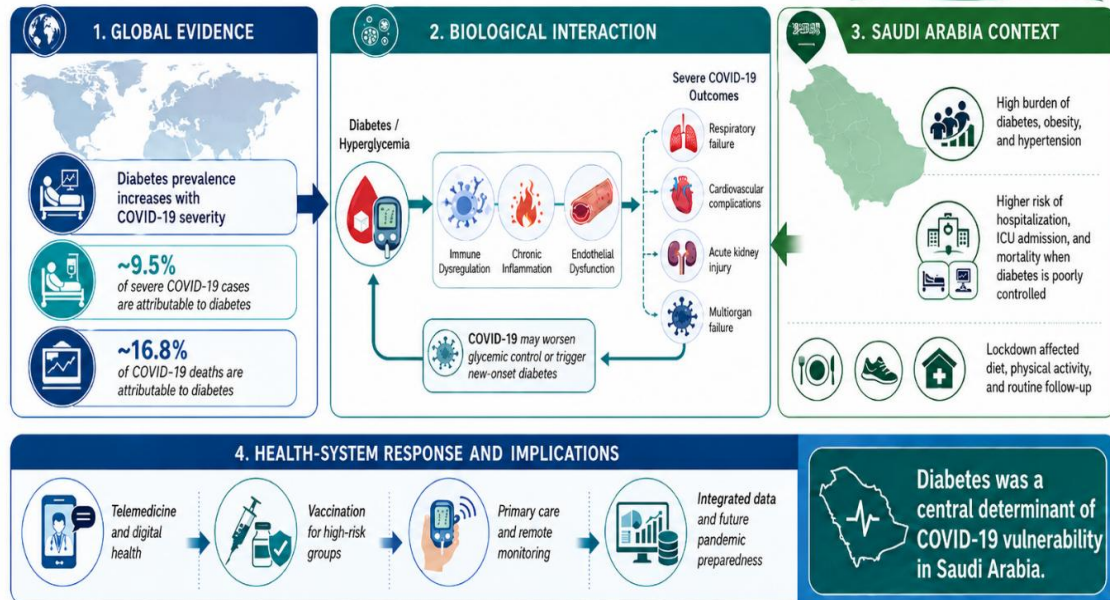 1. GLOBAL EVIDENCE
Diabetes prevalence
increases with
COVID-19 severity
~9.5%
of severe COVID-19 cases
are attributable to diabetes
~16.8%
of COVID-19 deaths are
attributable to diabetes
2. BIOLOGICAL INTERACTION
Diabetes /
Hyperglycemia
Immune
Dysregulation
Chronic
Inflammation
Endothelial
Dysfunction
Severe COVID-19
Outcomes
Respiratory
failure
Cardiovascular
complications
Acute kidney
injury
Multiorgan
failure
COVID-19 may worsen
glycemic control or trigger
new-onset diabetes
3. SAUDI ARABIA CONTEXT
High burden of
diabetes, obesity,
and hypertension
Higher risk of
hospitalization,
ICU admission, and
mortality when
diabetes is poorly
controlled
Lockdown affected
diet, physical activity,
and routine follow-up
4. HEALTH-SYSTEM RESPONSE AND IMPLICATIONS
Telemedicine
and digital
health
Vaccination
for high-risk
groups
Primary care
and remote
monitoring
Integrated data
and future
pandemic
preparedness
Diabetes was a
central determinant of
COVID-19 vulnerability
in Saudi Arabia.